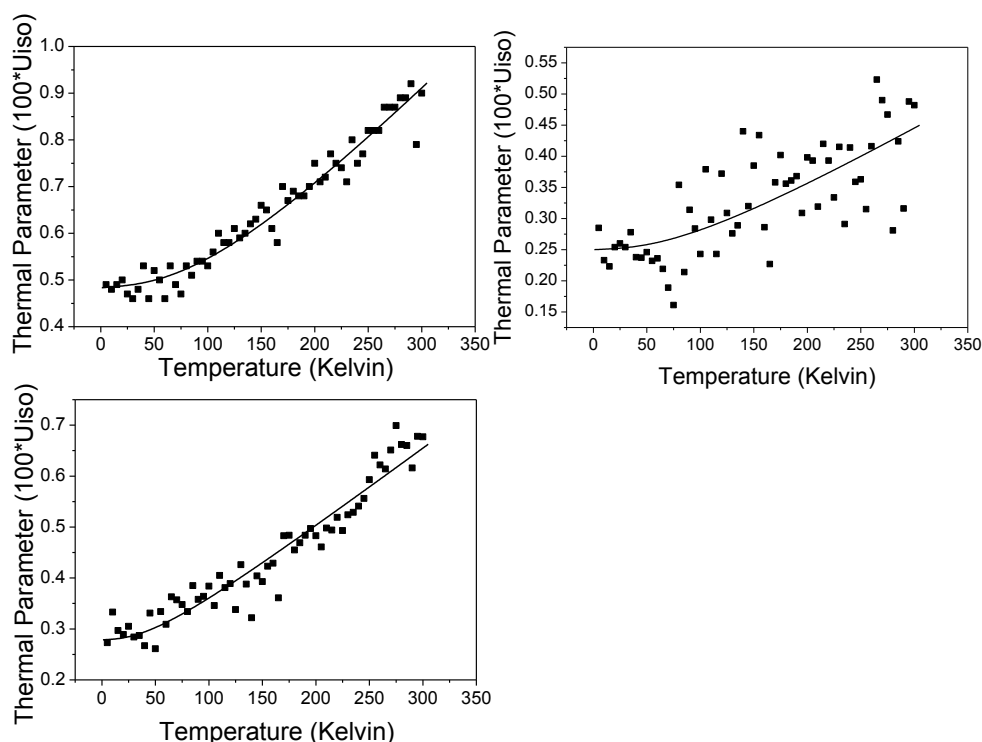 Thermal Parameter (100*Uiso)
1.0
0.9
0.8
0.7
0.6
0.5
0.4
0 50 100 150 200 250 300 350
Temperature (Kelvin)
Thermal Parameter (100*Uiso)
0.55
0.50
0.45
0.40
0.35
0.30
0.25
0.20
0.15
0 50 100 150 200 250 300 350
Temperature (Kelvin)
Thermal Parameter (100*Uiso)
0.7
0.6
0.5
0.4
0.3
0.2
0 50 100 150 200 250 300 350
Temperature (Kelvin)